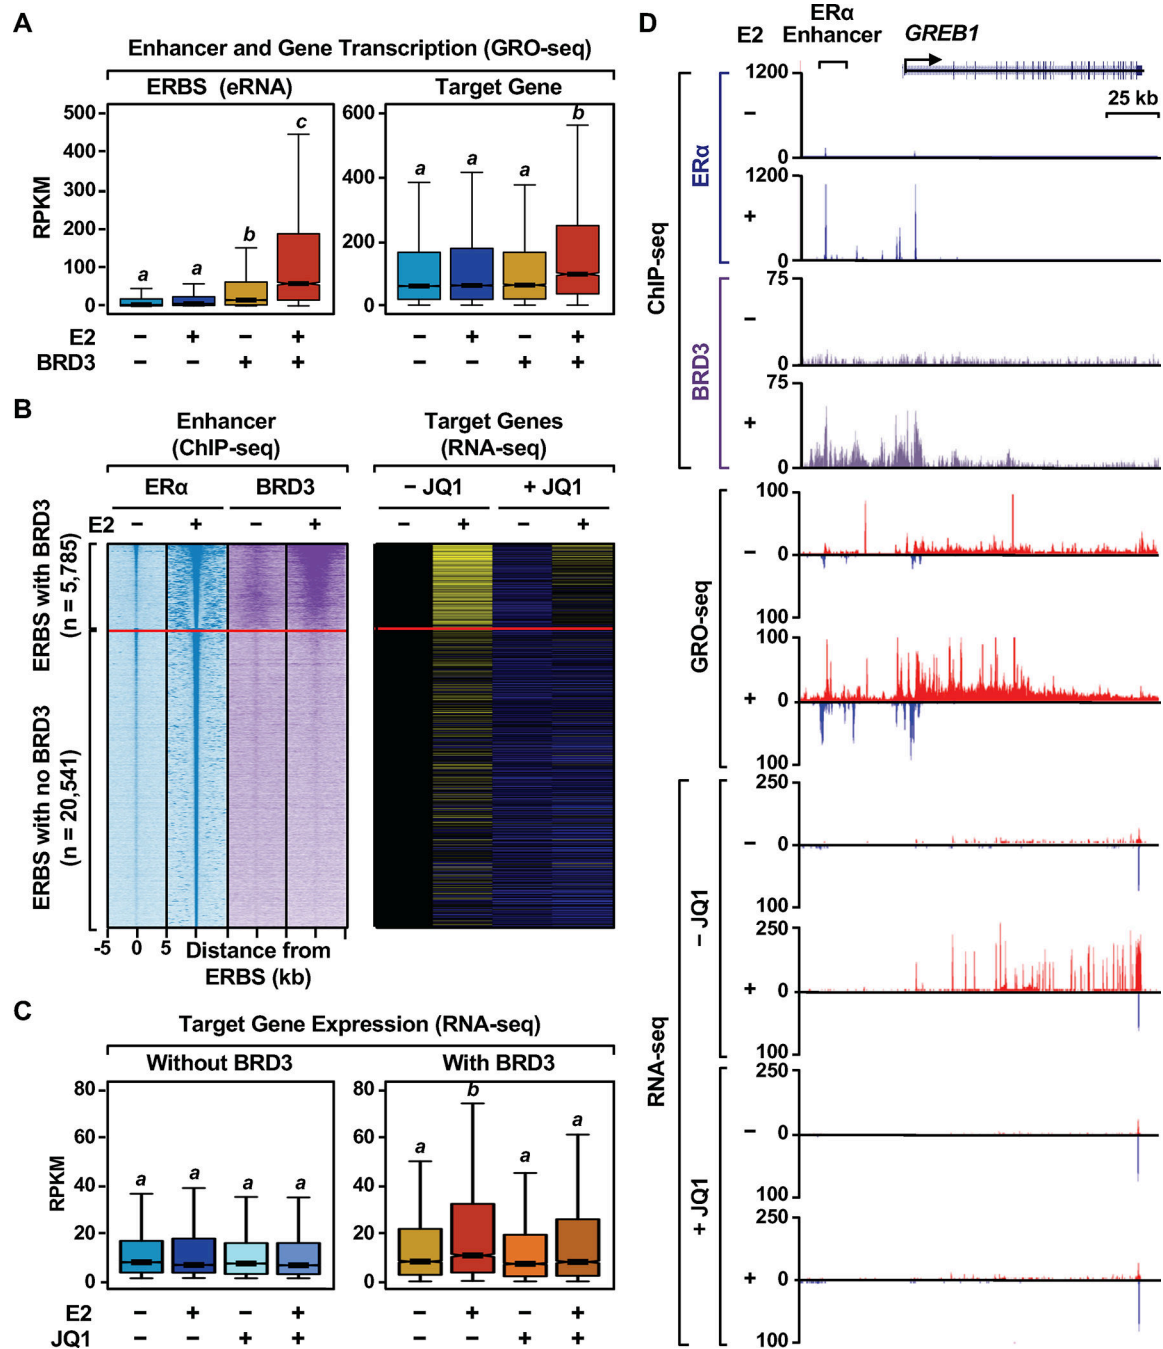 A
Enhancer and Gene Transcription (GRO-seq)
ERBS (eRNA)
Target Gene
RPKM
500
400
300
200
100
0
a
a
b
c
600
400
200
0
a
a
a
b
E2 – + – + – + – +
BRD3 – – + + – – + +
B
Enhancer
(ChIP-seq)
Target Genes
(RNA-seq)
ERα
BRD3
– JQ1
+ JQ1
E2 – + – + – + – +
ERBS with BRD3
(n = 5,785)
ERBS with no BRD3
(n = 20,541)
-5 0 5
Distance from
ERBS (kb)
C
Target Gene Expression (RNA-seq)
Without BRD3
With BRD3
RPKM
80
60
40
20
0
a
a
a
a
80
60
40
20
0
a
b
a
a
E2 – + – + – + – +
JQ1 – – + + – – + +
D
E2
ERα
Enhancer
GREB1
25 kb
ChIP-seq
ERα
1200
–
0
1200
+
0
BRD3
75
–
0
75
+
0
GRO-seq
100
–
0
100
100
+
0
100
RNA-seq
– JQ1
250
–
0
100
250
+
0
100
+ JQ1
250
–
0
100
250
+
0
100